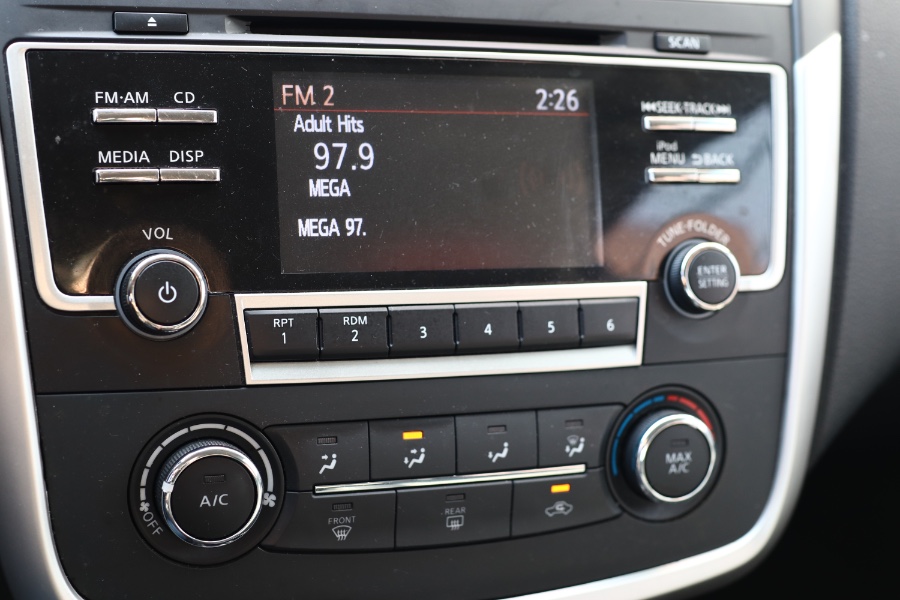 SCAN
FM·AM CD
FM 2 2:26
SEEK·TRACK
Adult Hits
97.9
MEDIA DISP
iPod
MENU BACK
MEGA
MEGA 97.
VOL
TUNE·FOLDER
ENTER
SETTING
RPT
1
RDM
2
3
4
5
6
MAX
A/C
A/C
OFF
FRONT
REAR